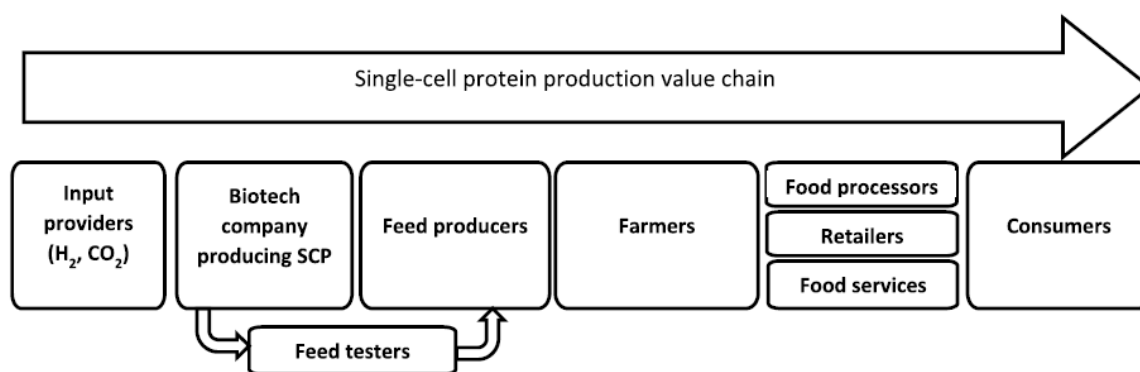 Single-cell protein production value chain
Input
providers
(H₂, CO₂)
Biotech
company
producing SCP
Feed producers
Farmers
Food processors
Retailers
Food services
Consumers
Feed testers